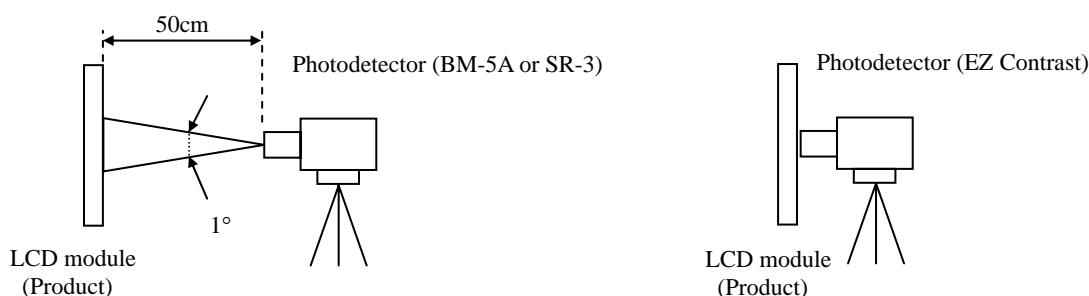 50cm
Photodetector (BM-5A or SR-3)
1°
LCD module
(Product)
Photodetector (EZ Contrast)
LCD module
(Product)